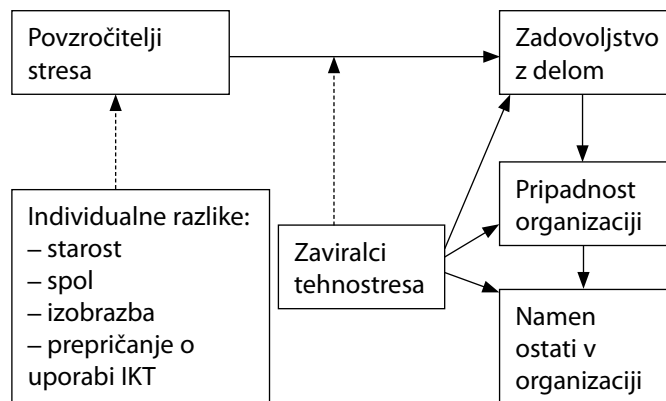 Povzročitelji
stresa
Zadovoljstvo
z delom
Individualne razlike:
– starost
– spol
– izobrazba
– prepričanje o
uporabi IKT
Zaviralci
tehnostresa
Pripadnost
organizaciji
Namen
ostati v
organizaciji